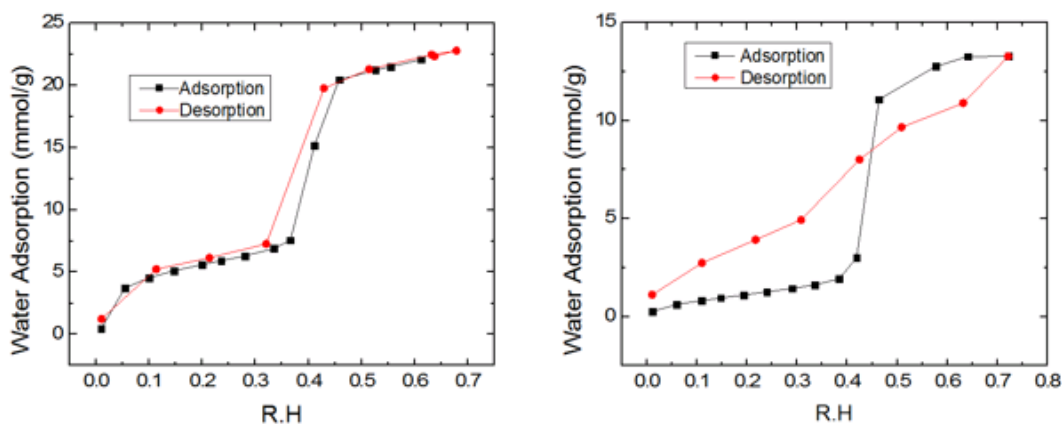 25
20
15
10
5
0
Water Adsorption (mmol/g)
Adsorption
Desorption
0.0 0.1 0.2 0.3 0.4 0.5 0.6 0.7
R.H
15
10
5
0
Water Adsorption (mmol/g)
Adsorption
Desorption
0.0 0.1 0.2 0.3 0.4 0.5 0.6 0.7 0.8
R.H